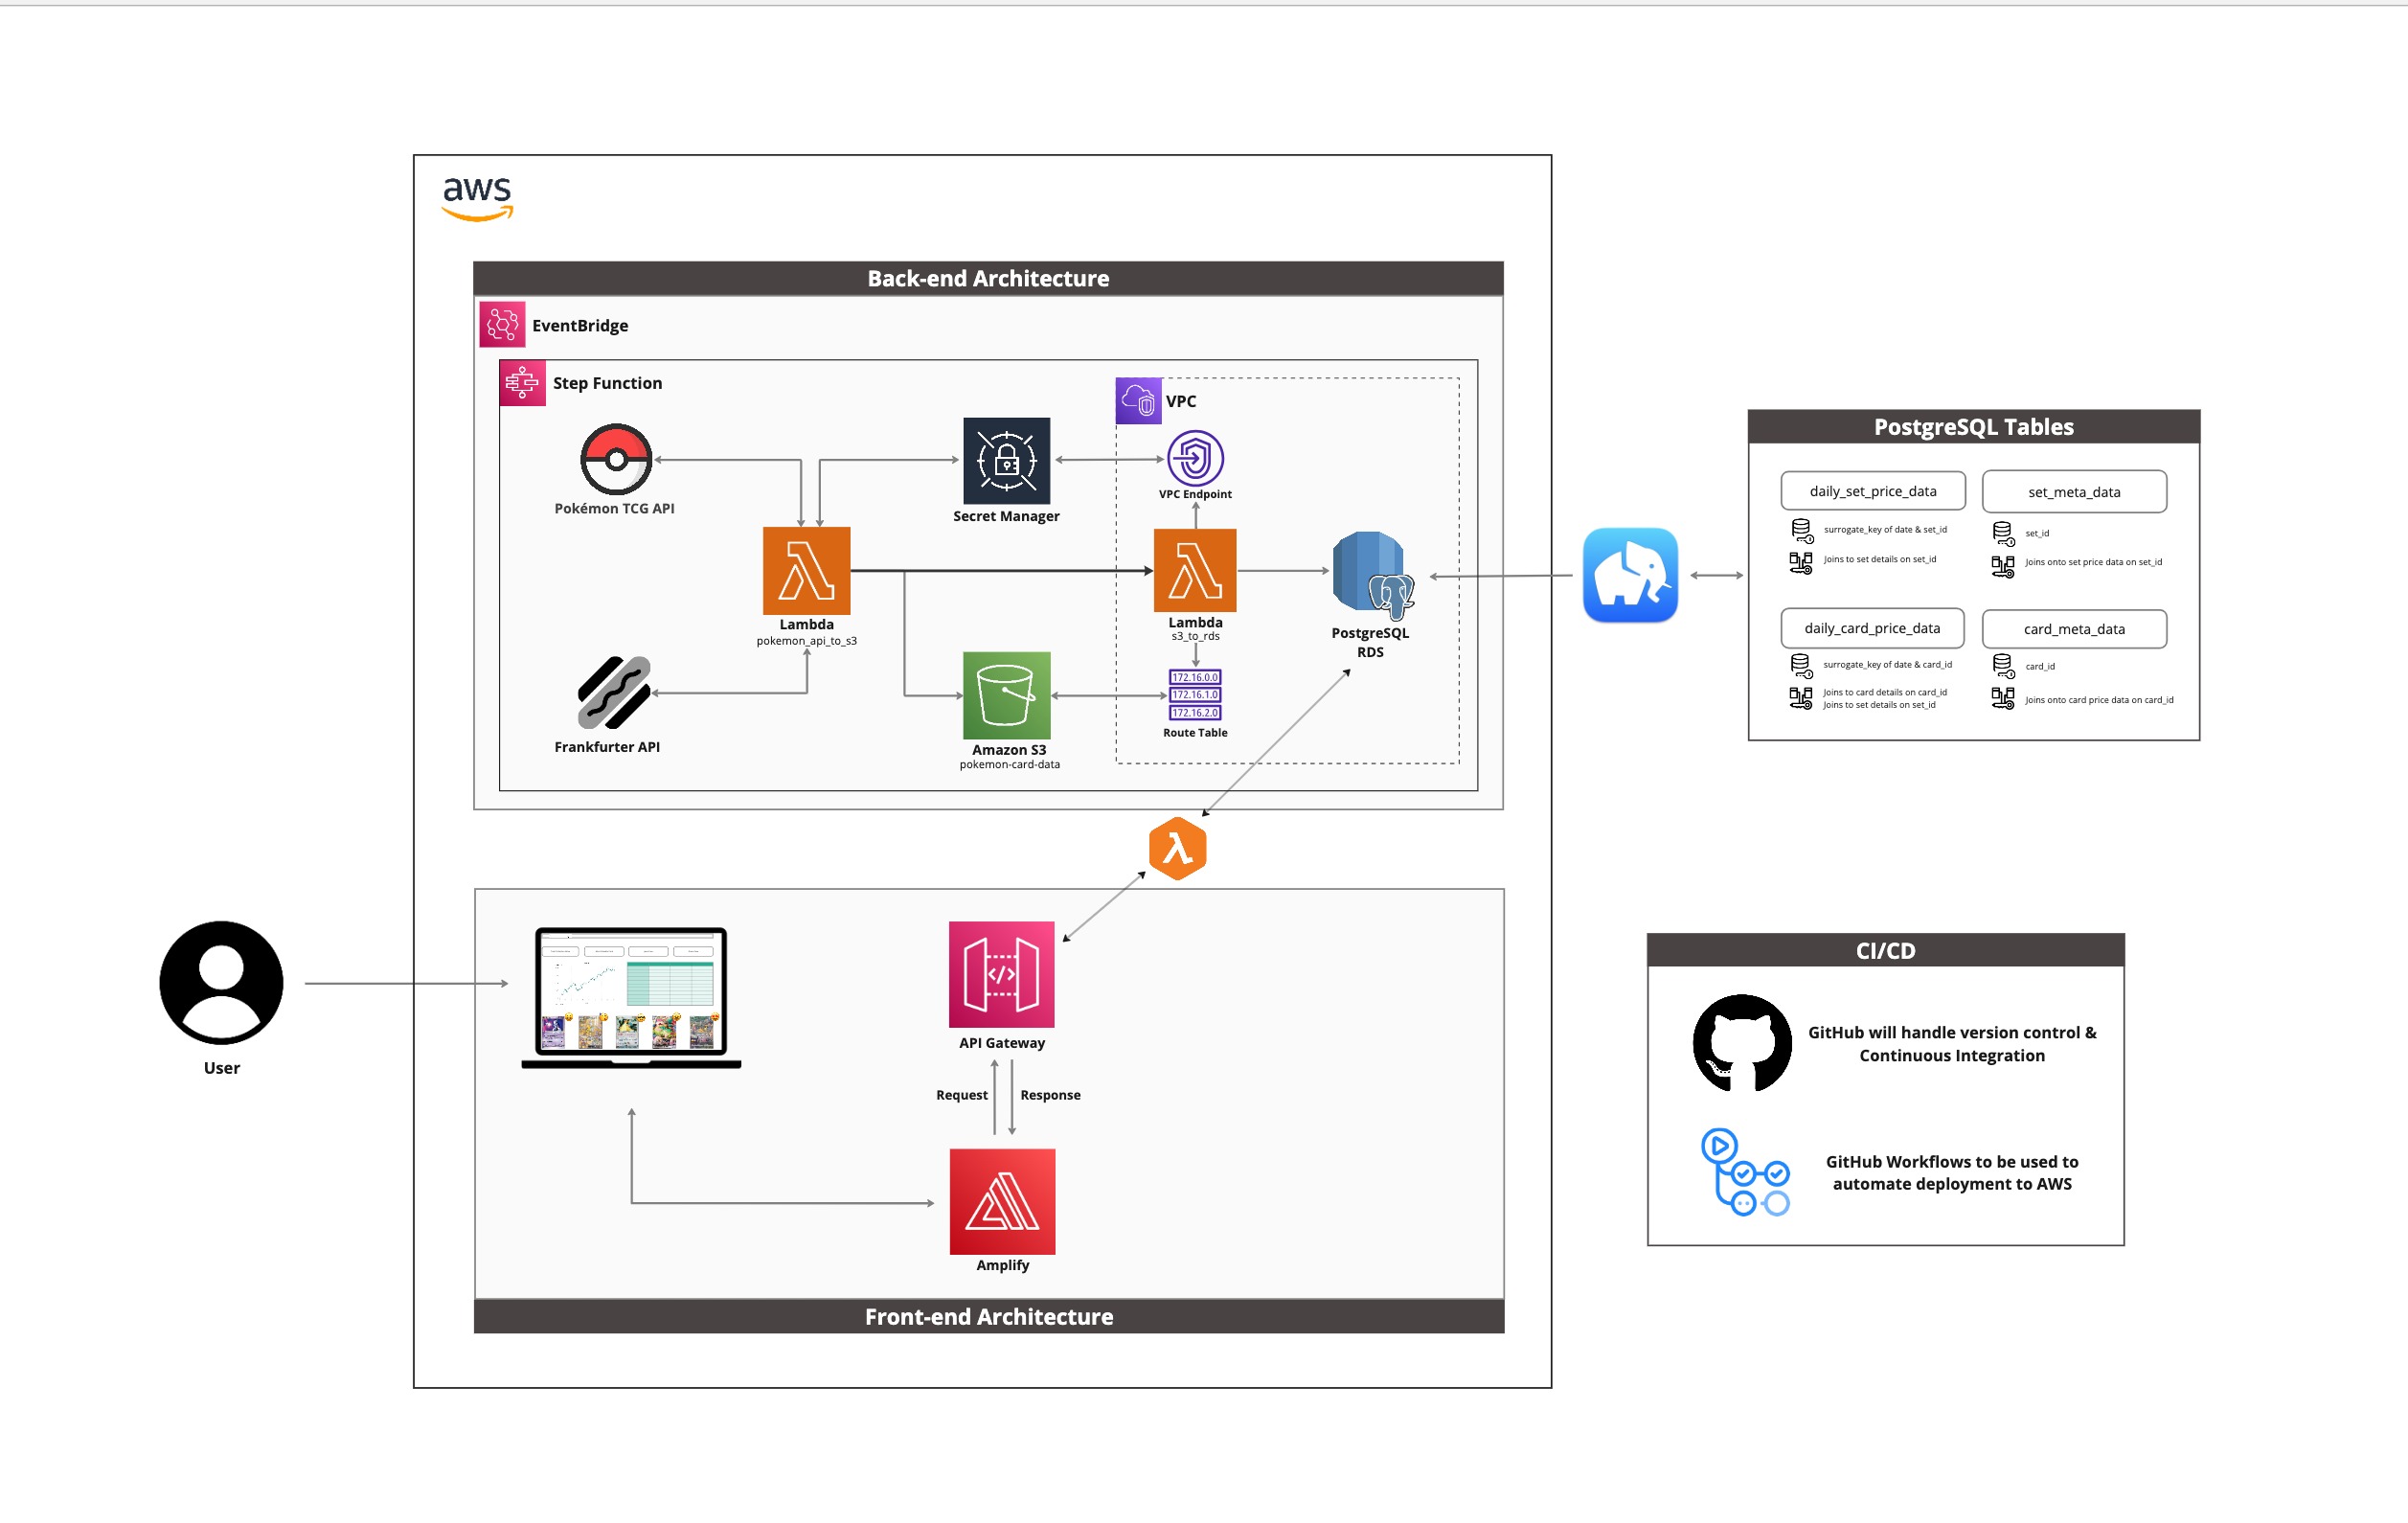 aws
Back-end Architecture
EventBridge
Step Function
VPC
Pokémon TCG API
Secret Manager
VPC Endpoint
Lambda
pokemon_api_to_s3
Lambda
s3_to_rds
PostgreSQL
RDS
172.16.0.0
172.16.1.0
172.16.2.0
Route Table
Frankfurter API
Amazon S3
pokemon-card-data
PostgreSQL Tables
daily_set_price_data
surrogate_key of date & set_id
Joins to set details on set_id
set_meta_data
set_id
Joins onto set price data on set_id
daily_card_price_data
surrogate_key of date & card_id
Joins to card details on card_id
Joins to set details on set_id
card_meta_data
card_id
Joins onto card price data on card_id
User
API Gateway
Request
Response
Amplify
Front-end Architecture
CI/CD
GitHub will handle version control &
Continuous Integration
GitHub Workflows to be used to
automate deployment to AWS